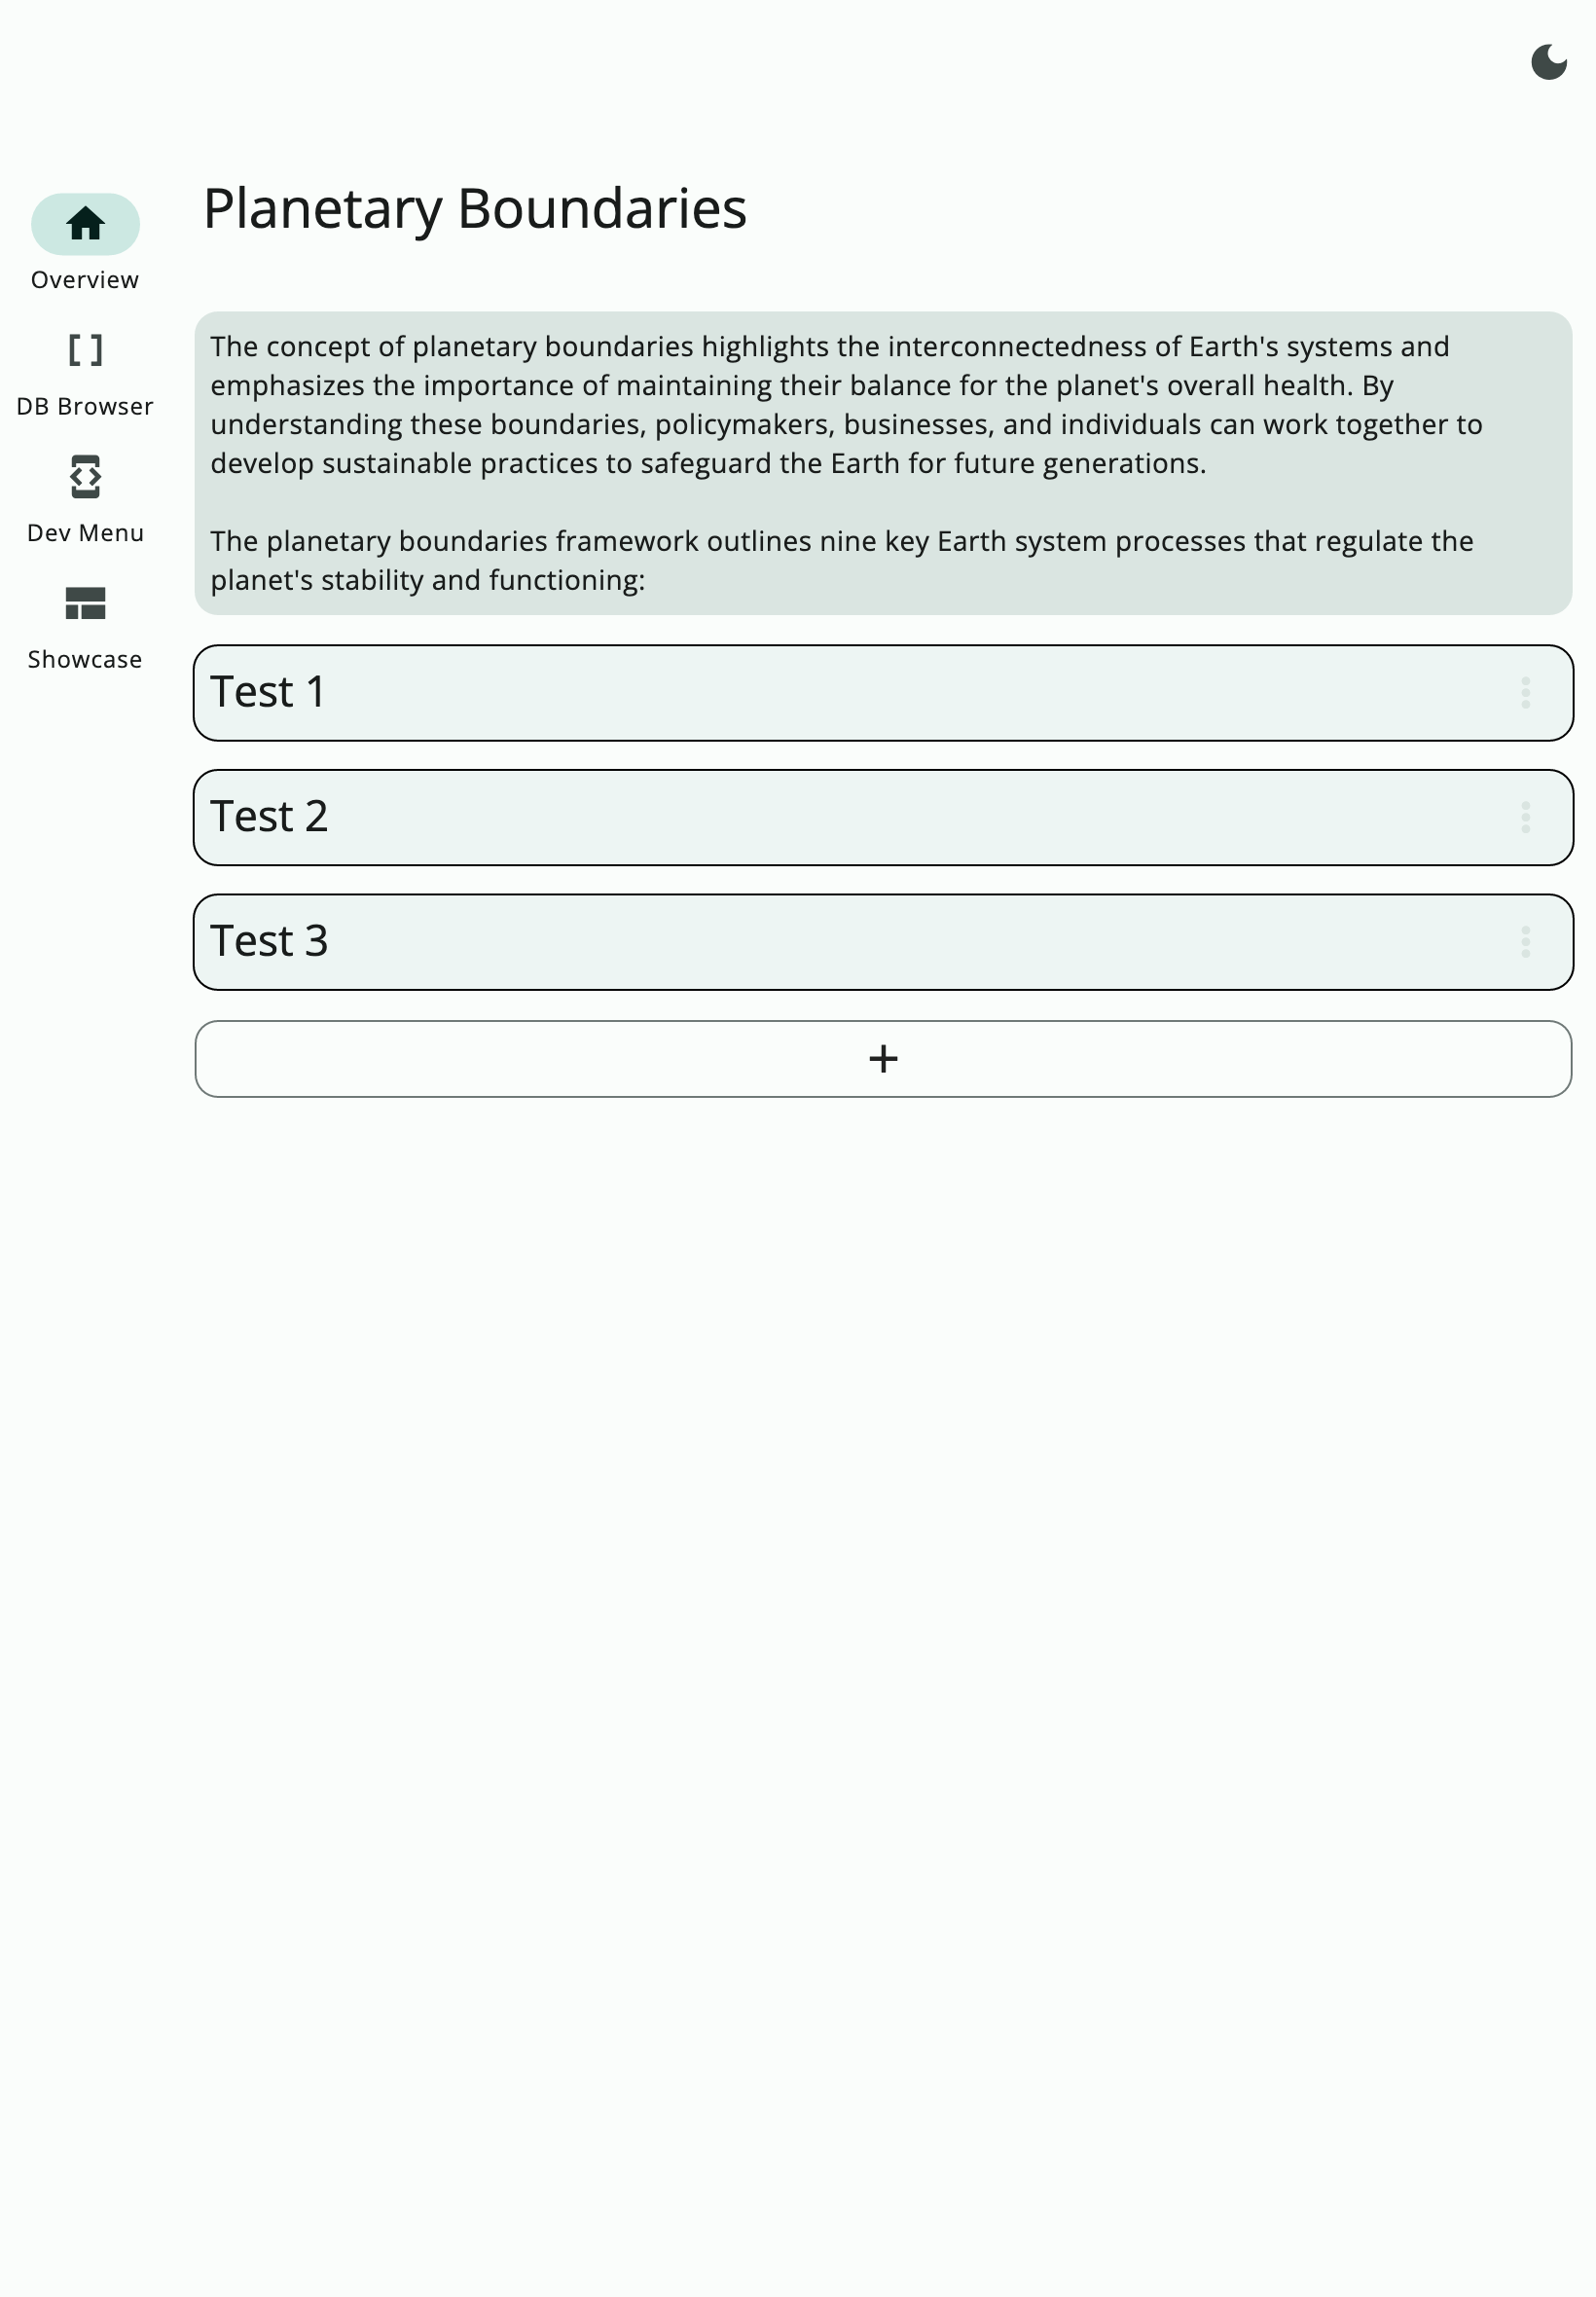 Planetary Boundaries
Overview
DB Browser
Dev Menu
Showcase
The concept of planetary boundaries highlights the interconnectedness of Earth's systems and
emphasizes the importance of maintaining their balance for the planet's overall health. By
understanding these boundaries, policymakers, businesses, and individuals can work together to
develop sustainable practices to safeguard the Earth for future generations.
The planetary boundaries framework outlines nine key Earth system processes that regulate the
planet's stability and functioning:
Test 1
Test 2
Test 3
+